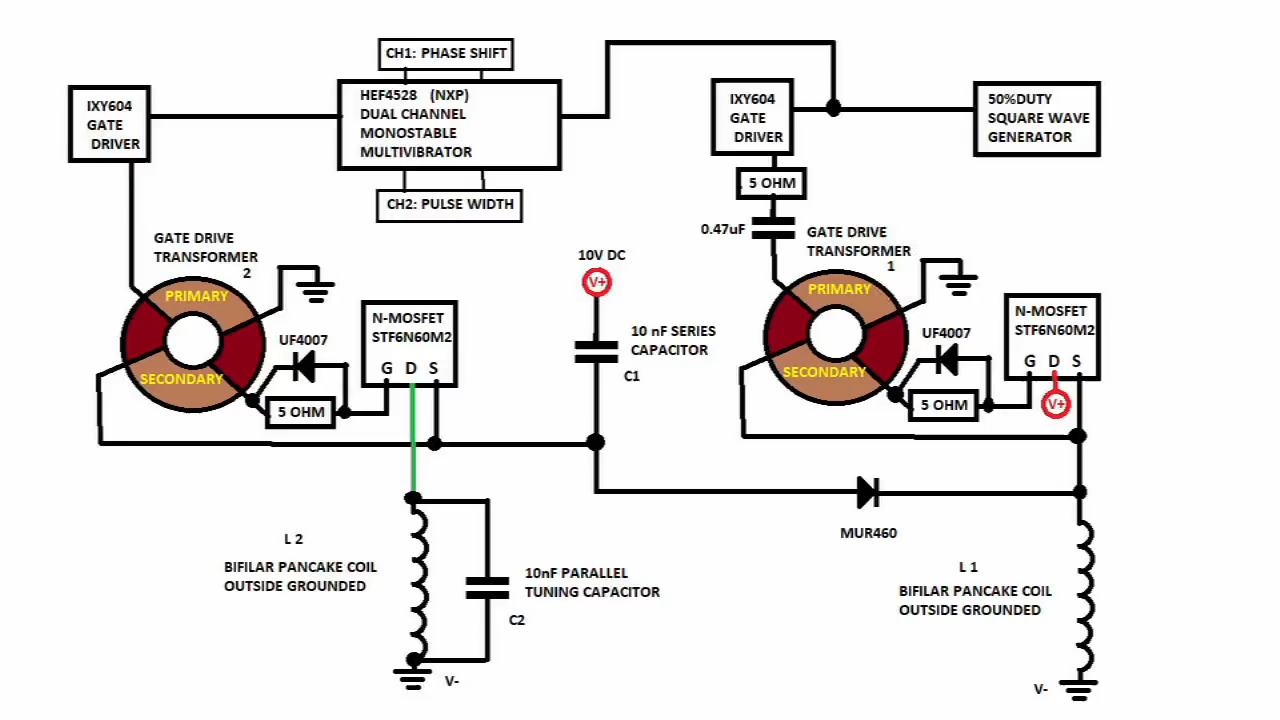 CH1: PHASE SHIFT
IXY604
GATE
DRIVER
HEF4528 (NXP)
DUAL CHANNEL
MONOSTABLE
MULTIVIBRATOR
IXY604
GATE
DRIVER
50%DUTY
SQUARE WAVE
GENERATOR
CH2: PULSE WIDTH
5 OHM
0.47uF
GATE DRIVE
TRANSFORMER
2
GATE DRIVE
TRANSFORMER
1
10V DC
V+
PRIMARY
SECONDARY
UF4007
5 OHM
N-MOSFET
STF6N60M2
G D S
10 nF SERIES
CAPACITOR
C1
PRIMARY
SECONDARY
UF4007
5 OHM
N-MOSFET
STF6N60M2
G D S
V+
MUR460
L 2
BIFILAR PANCAKE COIL
OUTSIDE GROUNDED
10nF PARALLEL
TUNING CAPACITOR
C2
V-
L 1
BIFILAR PANCAKE COIL
OUTSIDE GROUNDED
V-